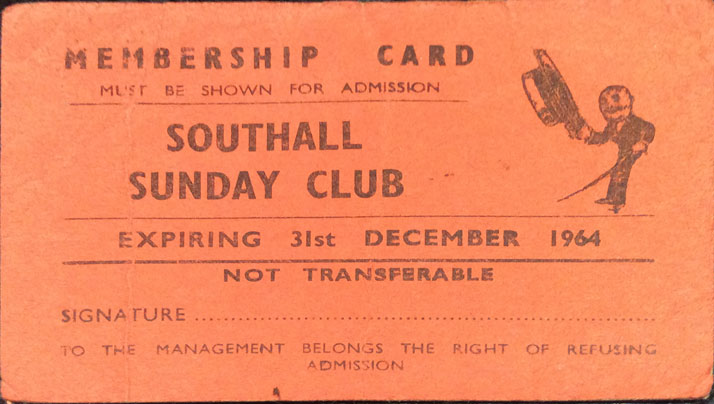 MEMBERSHIP CARD
MUST BE SHOWN FOR ADMISSION
SOUTHALL
SUNDAY CLUB
EXPIRING 31st DECEMBER 1964
NOT TRANSFERABLE
SIGNATURE ..........................................................................
TO THE MANAGEMENT BELONGS THE RIGHT OF REFUSING
ADMISSION